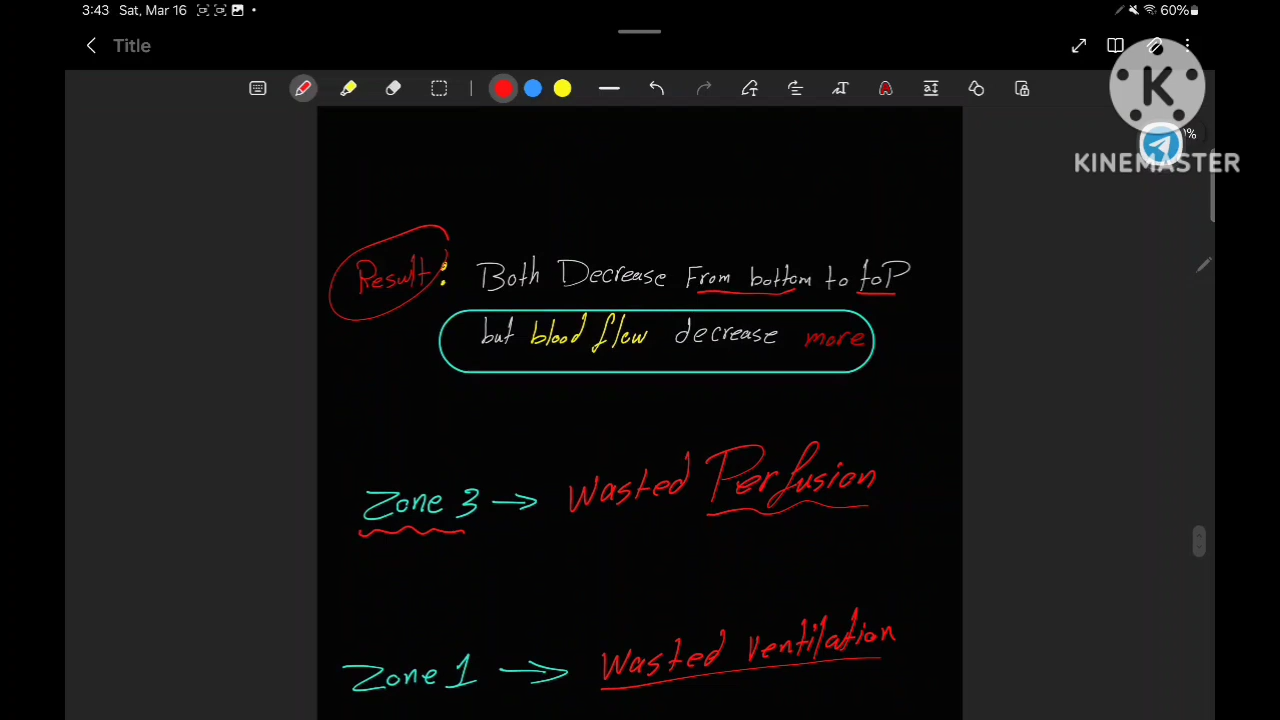 3:43 Sat, Mar 16
60%
Title
K
%
KINEMASTER
Result: Both Decrease From bottom to toP
but blood flow decrease more
Zone 3 → Wasted Perfusion
Zone 1 → Wasted ventilation